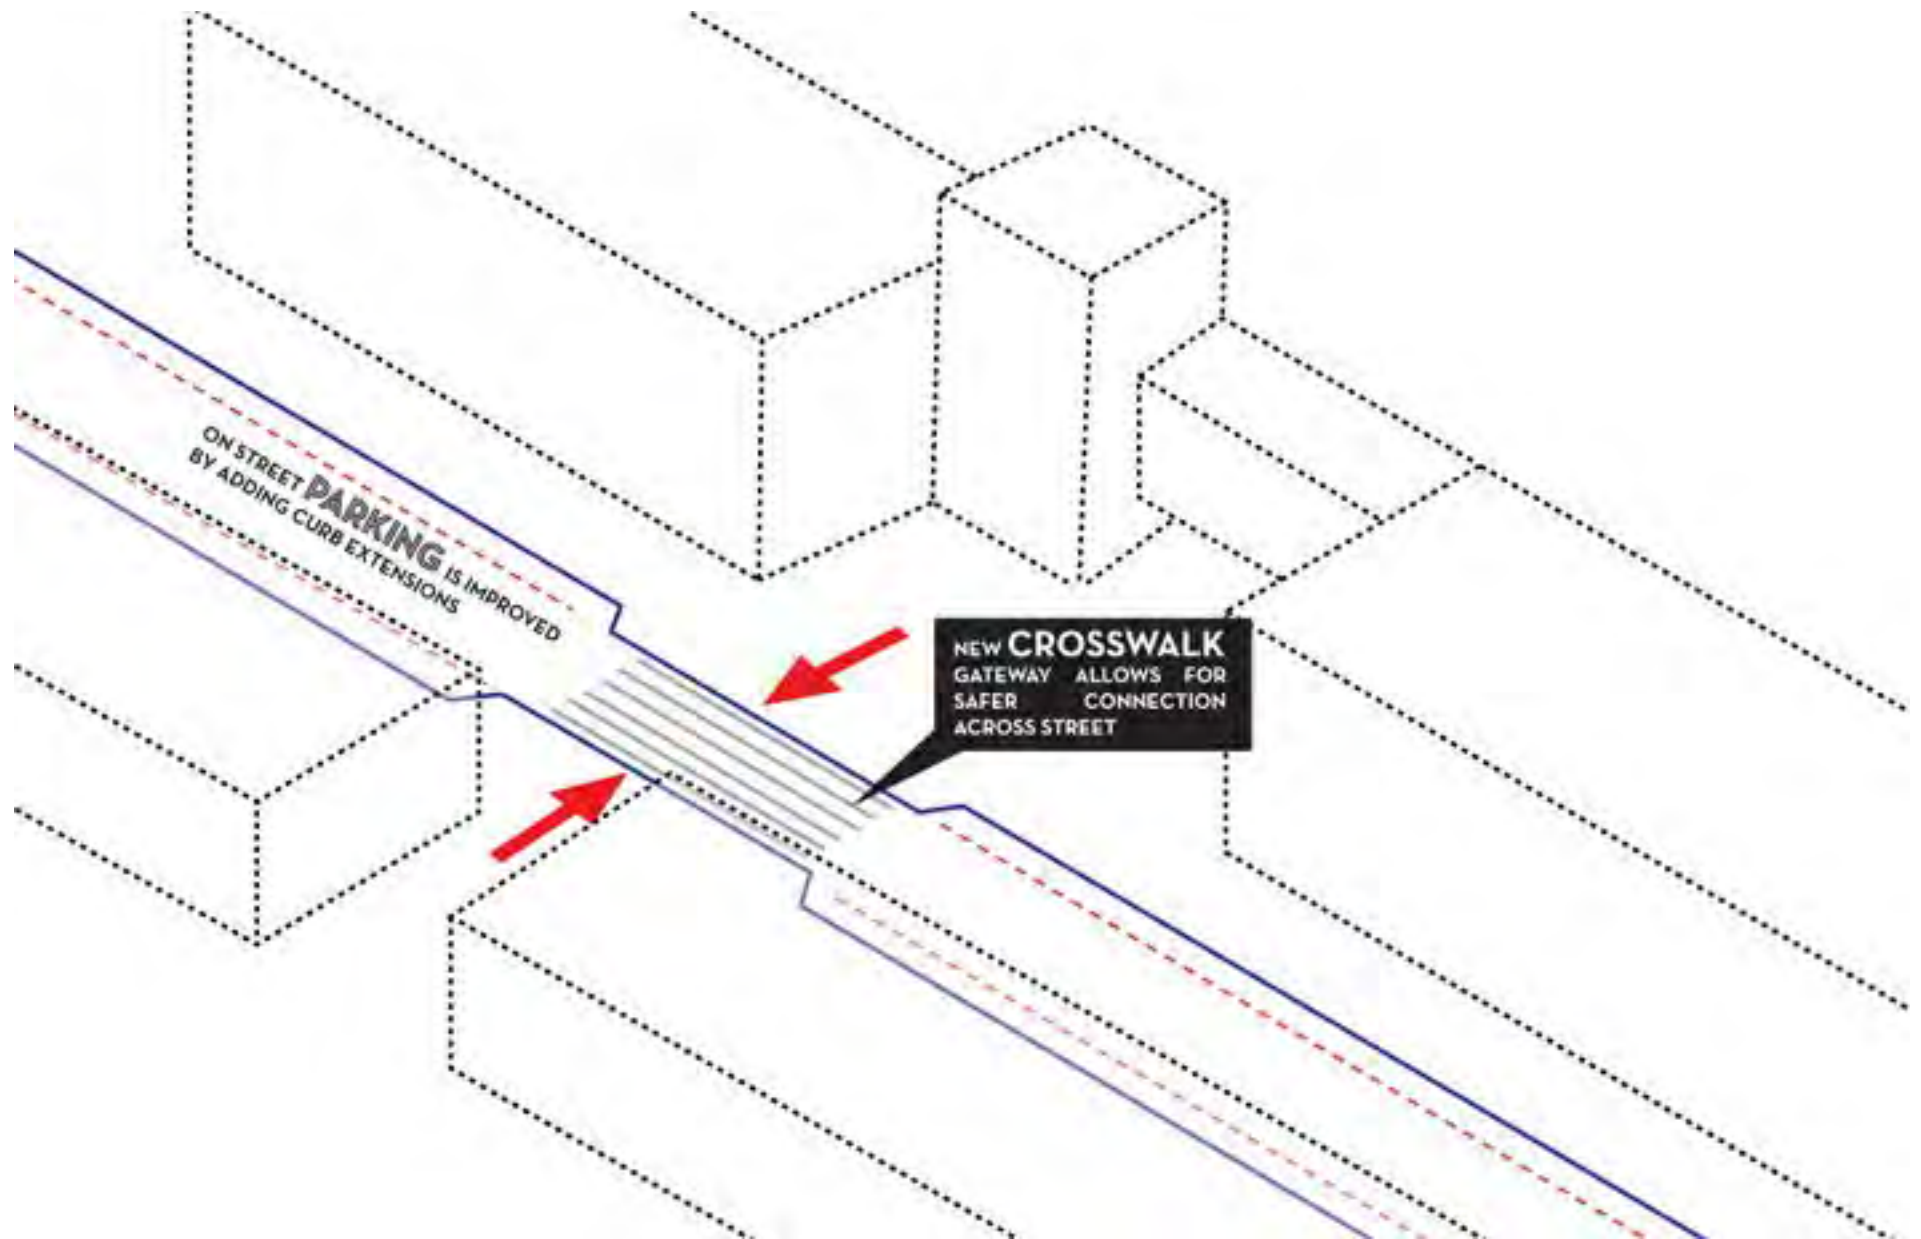 ON STREET PARKING IS IMPROVED
BY ADDING CURB EXTENSIONS
NEW CROSSWALK
GATEWAY ALLOWS FOR
SAFER CONNECTION
ACROSS STREET